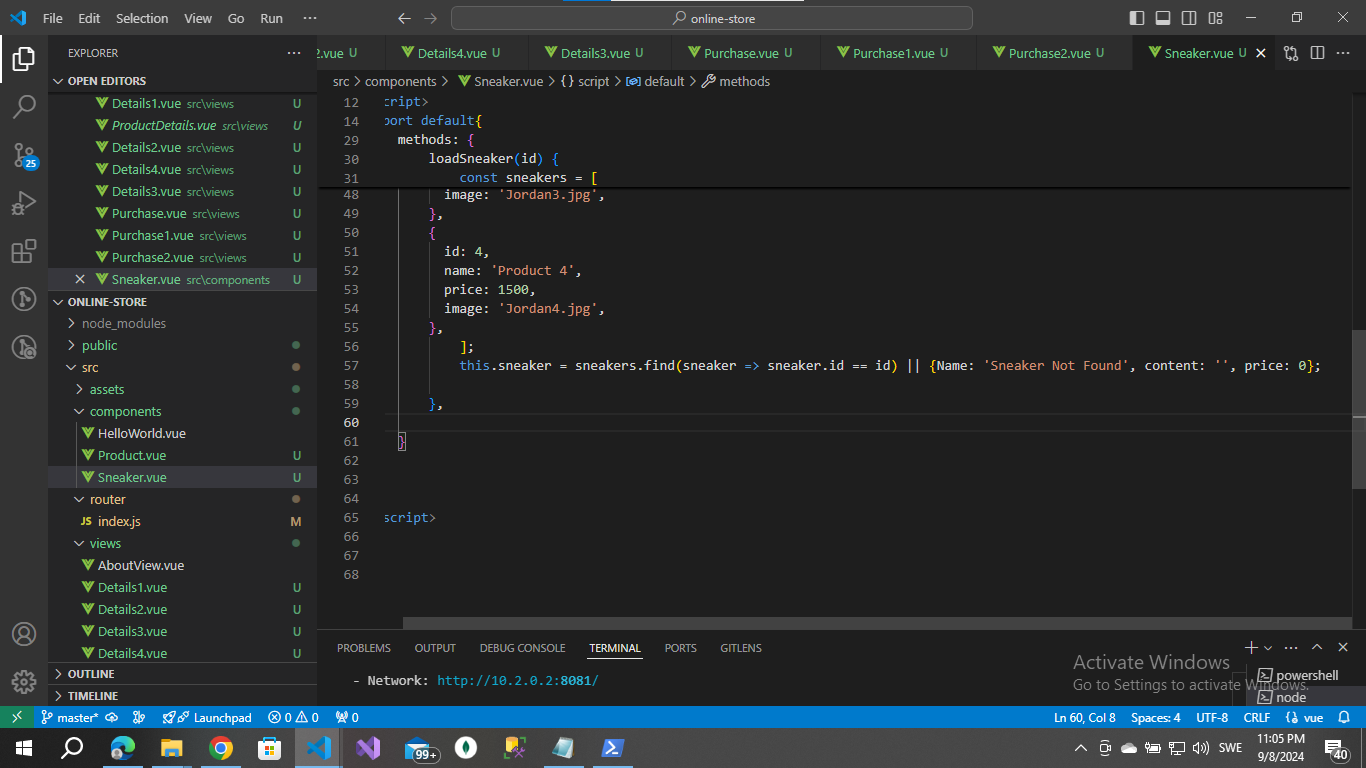 File Edit Selection View Go Run ··· online-store
EXPLORER ···
OPEN EDITORS
Details1.vue src\views U
ProductDetails.vue src\views U
Details2.vue src\views U
Details4.vue src\views U
Details3.vue src\views U
Purchase.vue src\views U
Purchase1.vue src\views U
Purchase2.vue src\views U
Sneaker.vue src\components U
ONLINE-STORE
node_modules
public
src
assets
components
HelloWorld.vue
Product.vue U
Sneaker.vue U
router
JS index.js M
views
AboutView.vue
Details1.vue U
Details2.vue U
Details3.vue U
Details4.vue U
OUTLINE
TIMELINE
25
2.vue U Details4.vue U Details3.vue U Purchase.vue U Purchase1.vue U Purchase2.vue U Sneaker.vue U
src > components > Sneaker.vue > {} script > default > methods
12 cript>
14 port default{
29 methods: {
30 loadSneaker(id) {
31 const sneakers = [
48 image: 'Jordan3.jpg',
49 },
50 {
51 id: 4,
52 name: 'Product 4',
53 price: 1500,
54 image: 'Jordan4.jpg',
55 },
56 ];
57 this.sneaker = sneakers.find(sneaker => sneaker.id == id) || {Name: 'Sneaker Not Found', content: '', price: 0};
58
59 },
60
61 }
62
63
64
65 script>
66
67
68
PROBLEMS OUTPUT DEBUG CONSOLE TERMINAL PORTS GITLENS
- Network: http://10.2.0.2:8081/
powershell
node
Activate Windows
Go to Settings to activate Windows.
master* Launchpad 0 0 0 Ln 60, Col 8 Spaces: 4 UTF-8 CRLF {} vue
99+ SWE 11:05 PM
9/8/2024
40